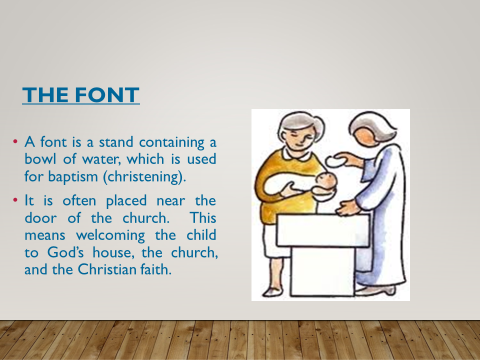 THE FONT
• A font is a stand containing a
bowl of water, which is used
for baptism (christening).
• It is often placed near the
door of the church. This
means welcoming the child
to God's house, the church,
and the Christian faith.